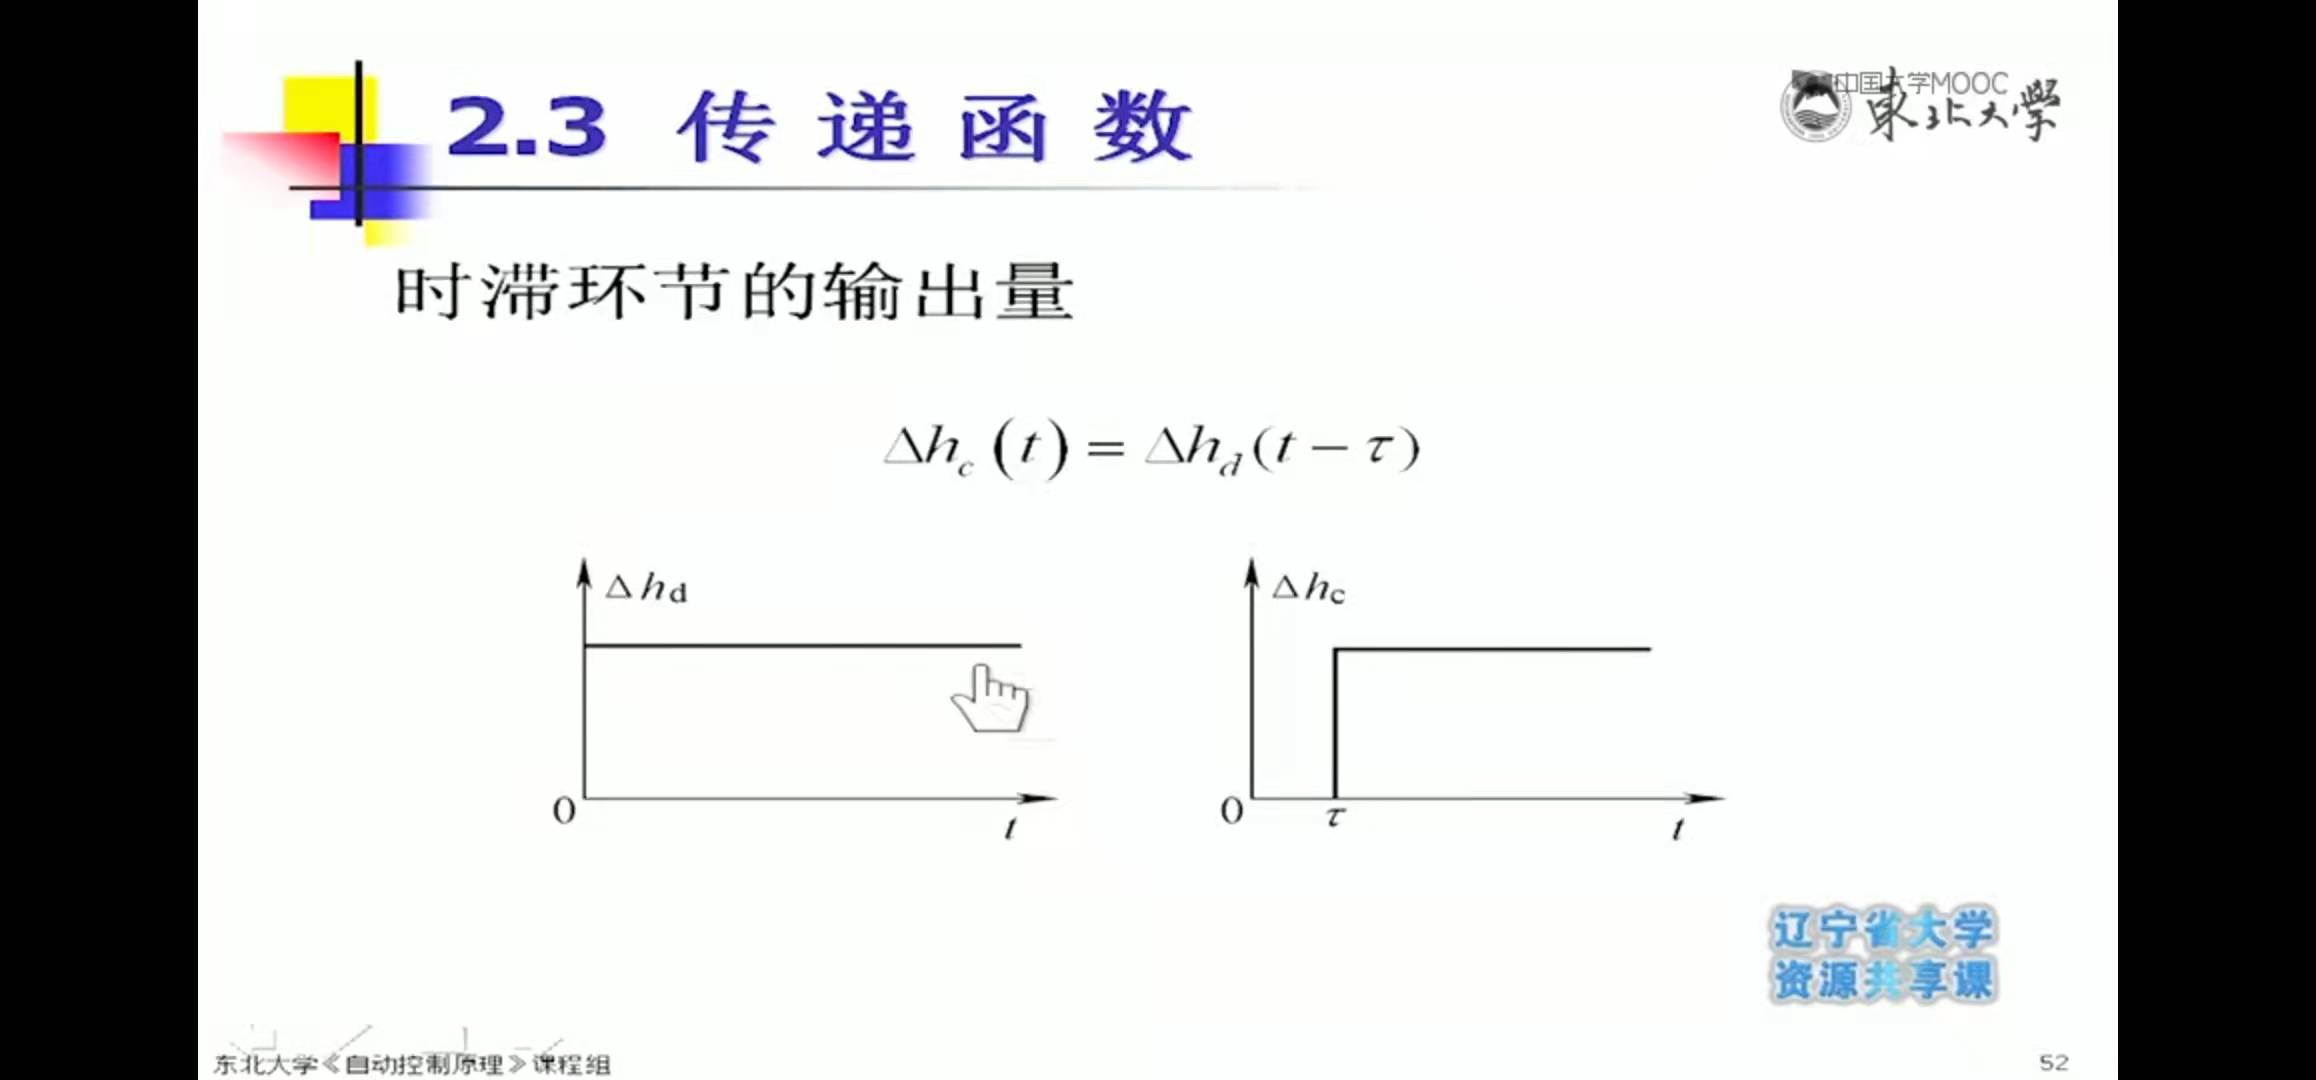 中国大学MOOC
東北大學
2.3 传递函数
时滞环节的输出量
Δh_c(t) = Δh_d(t − τ)
Δh_d
Δh_c
0
t
0
τ
t
辽宁省大学
资源共享课
东北大学《自动控制原理》课程组
52